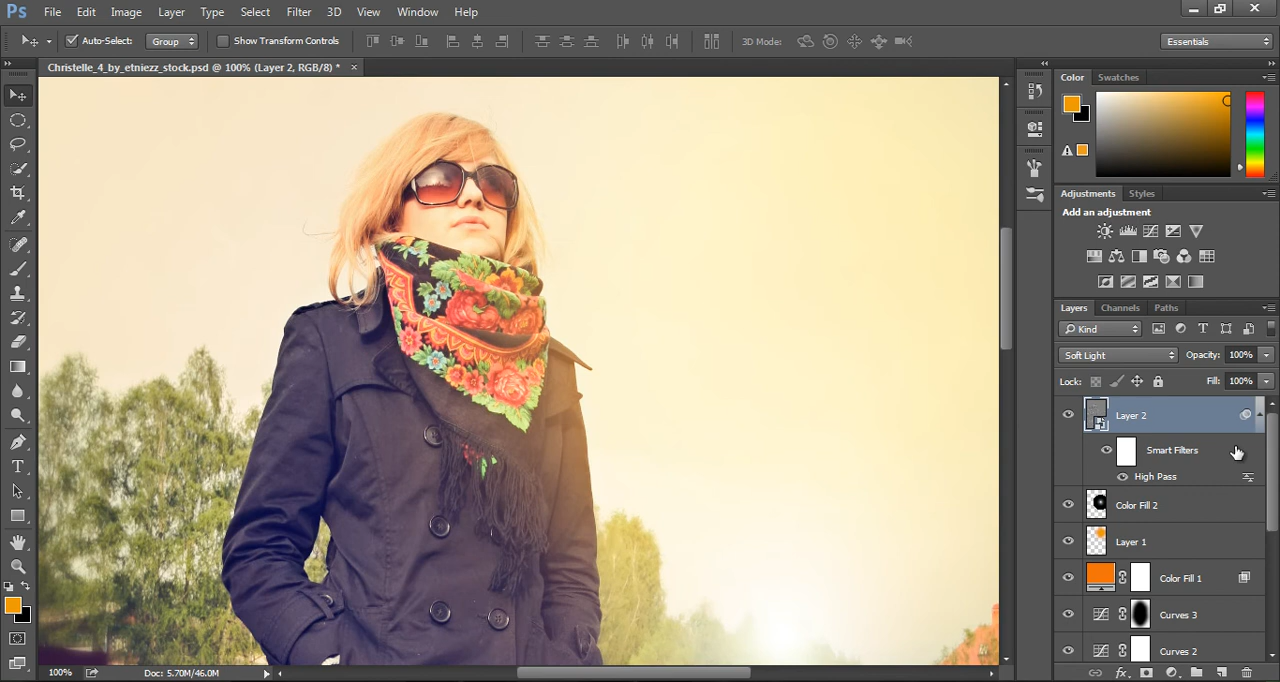 Ps File Edit Image Layer Type Select Filter 3D View Window Help
Auto-Select: Group Show Transform Controls 3D Mode: Essentials
Christelle_4_by_etniezz_stock.psd @ 100% (Layer 2, RGB/8) * ×
Color Swatches
Adjustments Styles
Add an adjustment
Layers Channels Paths
Kind
Soft Light Opacity: 100%
Lock: Fill: 100%
Layer 2
Smart Filters
High Pass
Color Fill 2
Layer 1
Color Fill 1
Curves 3
Curves 2
100% Doc: 5.70M/46.0M
fx